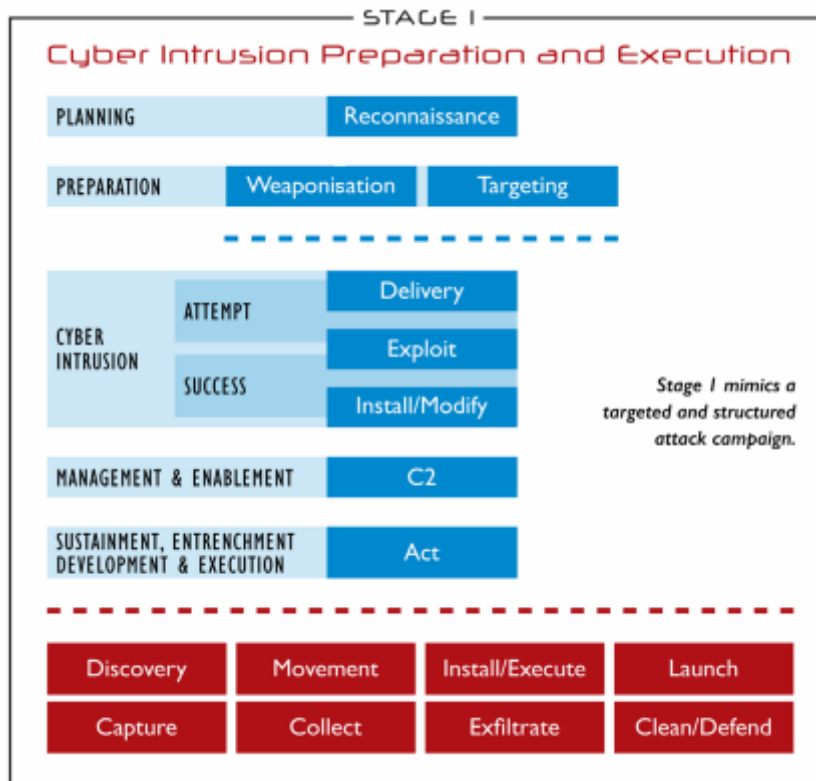 STAGE 1
Cyber Intrusion Preparation and Execution
PLANNING
Reconnaissance
PREPARATION
Weaponisation
Targeting
CYBER
INTRUSION
ATTEMPT
SUCCESS
Delivery
Exploit
Install/Modify
Stage 1 mimics a
targeted and structured
attack campaign.
MANAGEMENT & ENABLEMENT
C2
SUSTAINMENT, ENTRENCHMENT
DEVELOPMENT & EXECUTION
Act
Discovery
Movement
Install/Execute
Launch
Capture
Collect
Exfiltrate
Clean/Defend